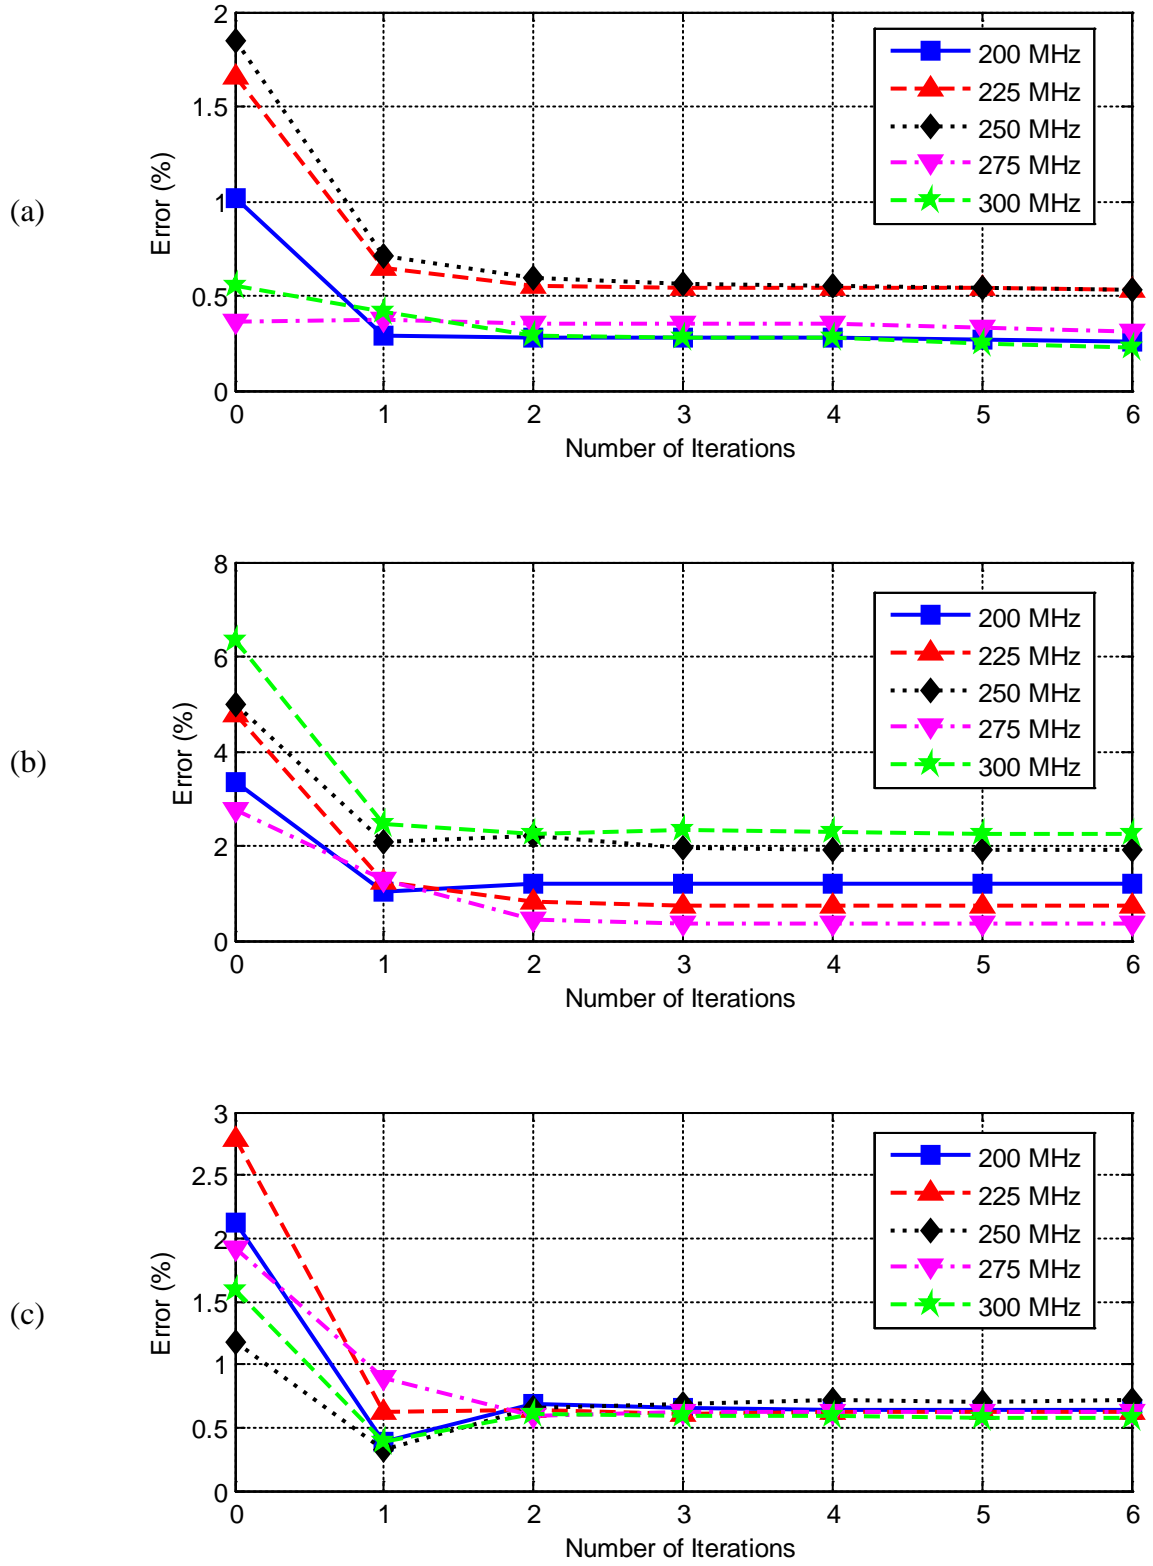 (a)
Error (%)
2
1.5
1
0.5
0
0 1 2 3 4 5 6
Number of Iterations
200 MHz
225 MHz
250 MHz
275 MHz
300 MHz
(b)
Error (%)
8
6
4
2
0
0 1 2 3 4 5 6
Number of Iterations
200 MHz
225 MHz
250 MHz
275 MHz
300 MHz
(c)
Error (%)
3
2.5
2
1.5
1
0.5
0
0 1 2 3 4 5 6
Number of Iterations
200 MHz
225 MHz
250 MHz
275 MHz
300 MHz